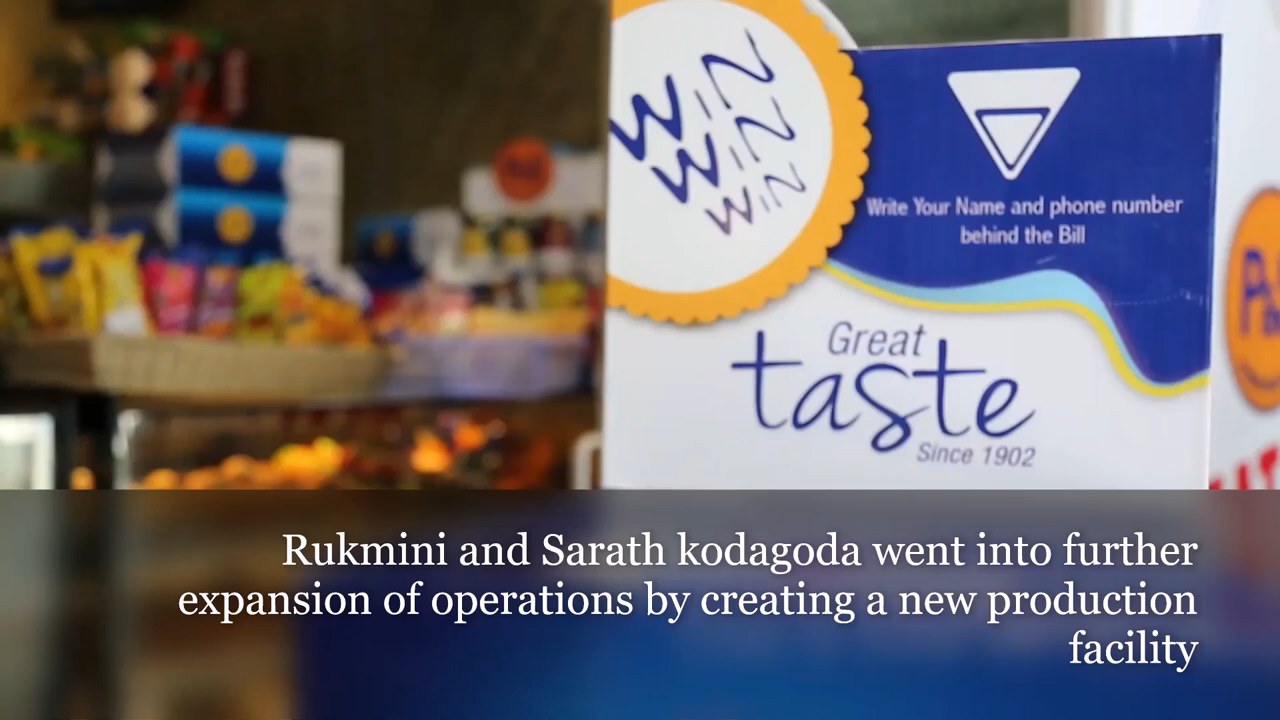 WIN
WIN
WIN
Write Your Name and phone number
behind the Bill
Great
taste
Since 1902
Rukmini and Sarath kodagoda went into further
expansion of operations by creating a new production
facility